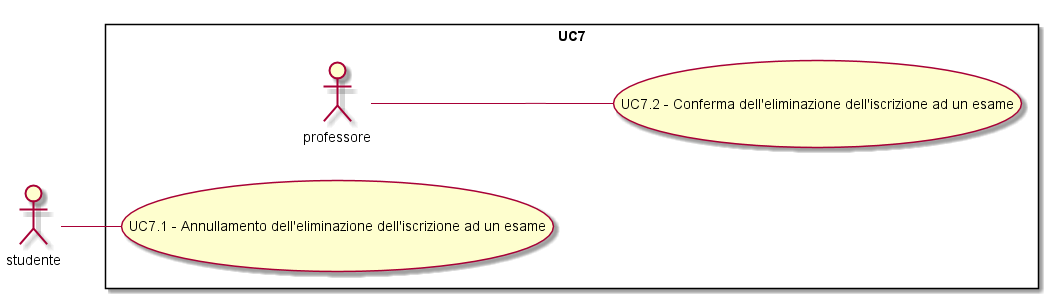 UC7
professore
UC7.2 - Conferma dell'eliminazione dell'iscrizione ad un esame
studente
UC7.1 - Annullamento dell'eliminazione dell'iscrizione ad un esame